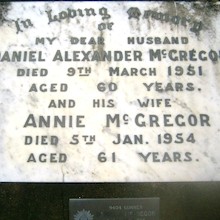 In Loving Memory
OF
MY DEAR HUSBAND
DANIEL ALEXANDER McGREGOR
DIED 9TH MARCH 1951
AGED 60 YEARS.
AND HIS WIFE
ANNIE McGREGOR
DIED 5TH JAN. 1954
AGED 61 YEARS.